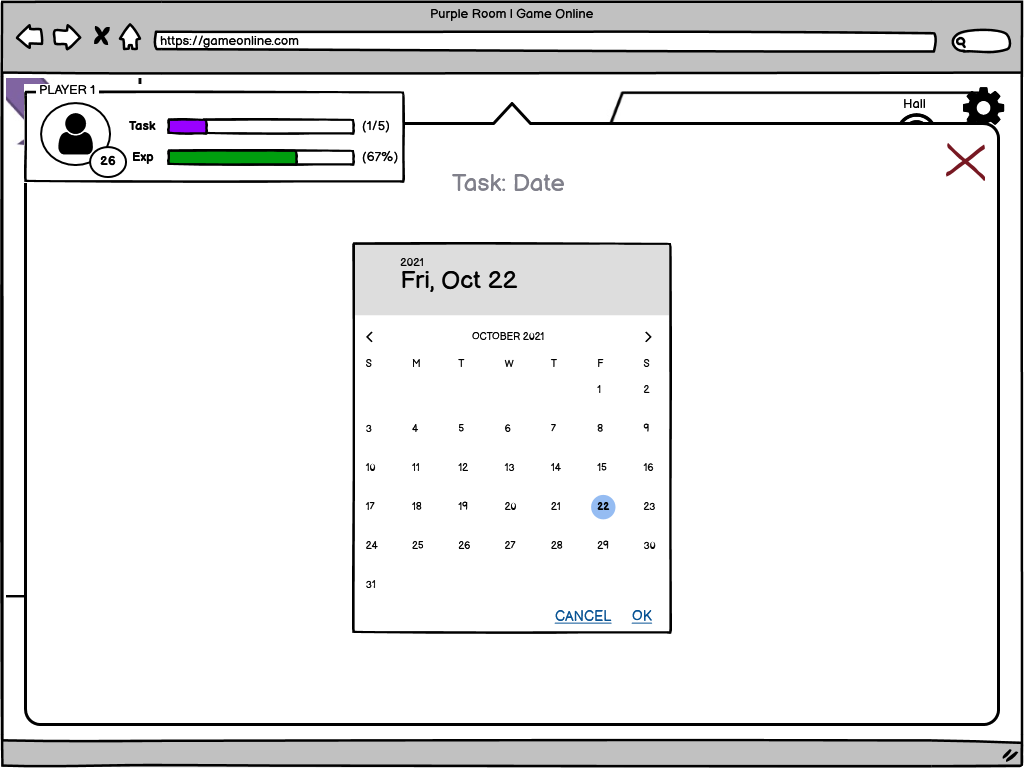 Purple Room | Game Online
https://gameonline.com
PLAYER 1
Task (1/5)
26
Exp (67%)
Hall
Task: Date
2021
Fri, Oct 22
OCTOBER 2021
S M T W T F S
1 2
3 4 5 6 7 8 9
10 11 12 13 14 15 16
17 18 19 20 21 22 23
24 25 26 27 28 29 30
31
CANCEL OK